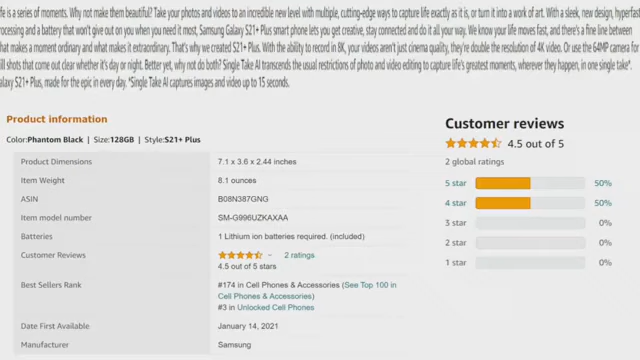 fe is a series of moments. Why not make them beautiful? Take your photos and videos to an incredible new level with multiple, cutting-edge ways to capture life exactly as it is, or turn it into a work of art. With a sleek, new design, hyperfast
processing and a battery that won't give out on you when you need it most, Samsung Galaxy S21+ Plus smart phone lets you get creative, stay connected and do it all your way. We know your life moves fast, and there's a fine line between
that makes a moment ordinary and what makes it extraordinary. That's why we created S21+ Plus. With the ability to record in 8K, your videos aren't just cinema quality, they're double the resolution of 4K video. Or use the 64MP camera for
ill shots that come out clear whether it's day or night. Better yet, why not do both? Single Take AI transcends the usual restrictions of photo and video editing to capture life's greatest moments, wherever they happen, in one single take*.
alaxy S21+ Plus, made for the epic in every day. *Single Take AI captures images and video up to 15 seconds.
Product information
Color:Phantom Black | Size:128GB | Style:S21+ Plus
Product Dimensions 7.1 x 3.6 x 2.44 inches
Item Weight 8.1 ounces
ASIN B08N387GNG
Item model number SM-G996UZKAXAA
Batteries 1 Lithium ion batteries required. (included)
Customer Reviews 2 ratings
4.5 out of 5 stars
Best Sellers Rank #174 in Cell Phones & Accessories (See Top 100 in
Cell Phones & Accessories)
#3 in Unlocked Cell Phones
Date First Available January 14, 2021
Manufacturer Samsung
Customer reviews
4.5 out of 5
2 global ratings
5 star 50%
4 star 50%
3 star 0%
2 star 0%
1 star 0%